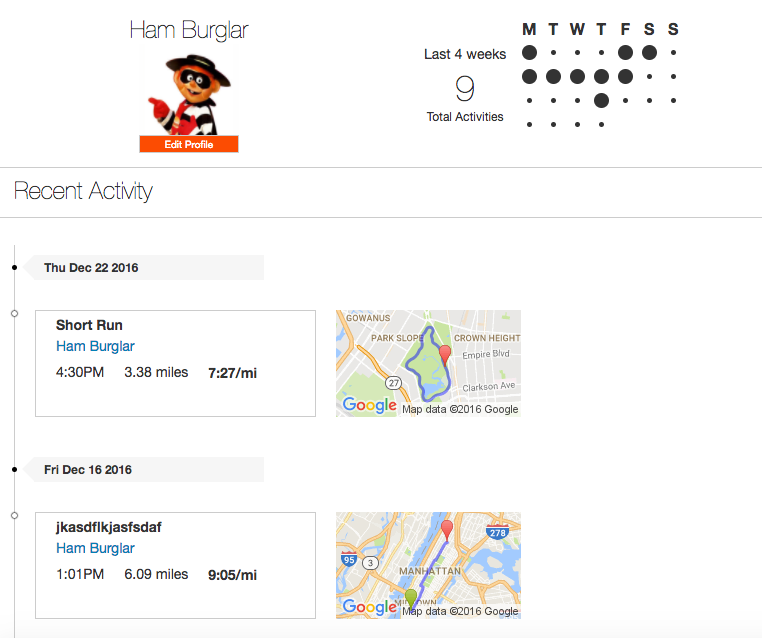 Ham Burglar
Edit Profile
Last 4 weeks
9
Total Activities
M T W T F S S
Recent Activity
Thu Dec 22 2016
Short Run
Ham Burglar
4:30PM 3.38 miles 7:27/mi
GOWANUS
PARK SLOPE
CROWN HEIGHT
Empire Blvd
27
Clarkson Ave
Google Map data ©2016 Google
Fri Dec 16 2016
jkasdflkjasfsdaf
Ham Burglar
1:01PM 6.09 miles 9:05/mi
278
95
3
MANHATTAN
Google Map data ©2016 Google